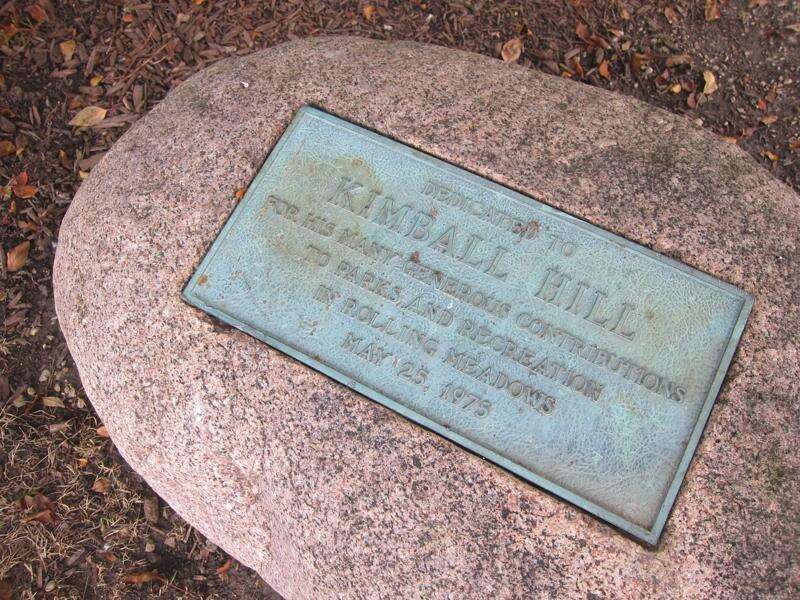 DEDICATED TO
KIMBALL HILL
FOR HIS MANY GENEROUS CONTRIBUTIONS
TO PARKS AND RECREATION
IN ROLLING MEADOWS
MAY 25, 1975